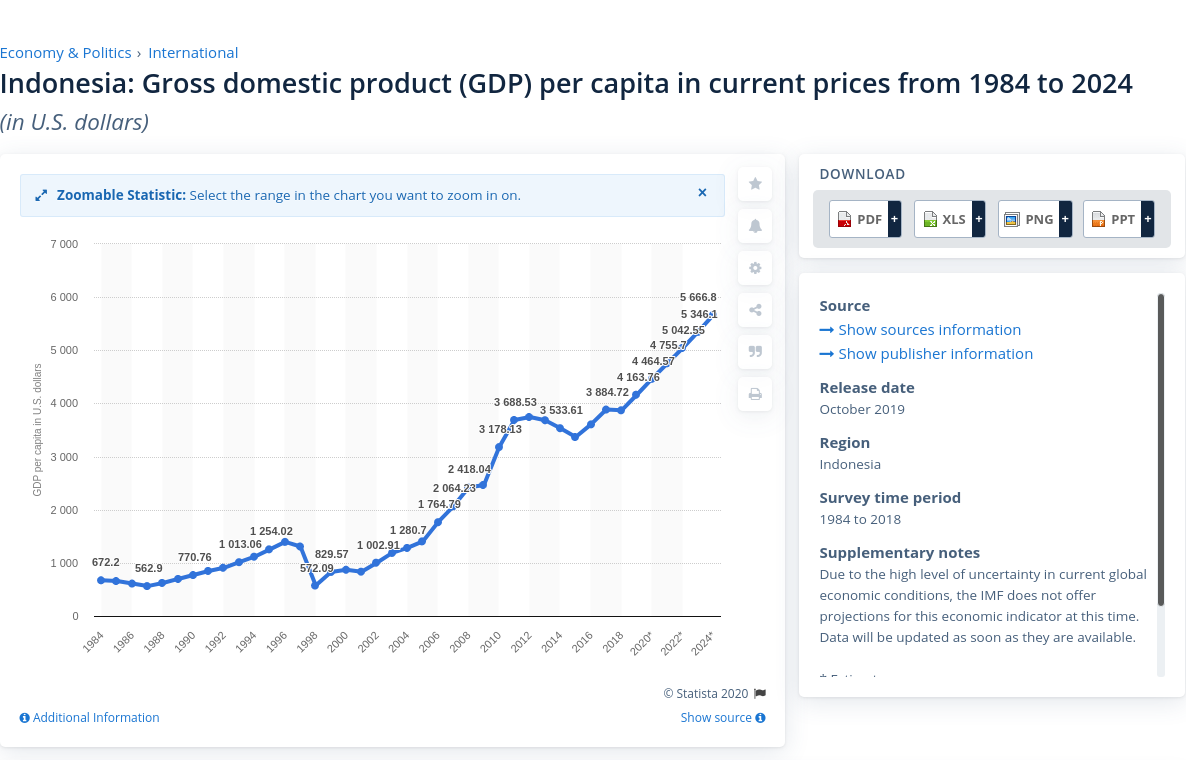 Economy & Politics › International
Indonesia: Gross domestic product (GDP) per capita in current prices from 1984 to 2024
(in U.S. dollars)
Zoomable Statistic: Select the range in the chart you want to zoom in on. ×
7 000
6 000
5 000
4 000
3 000
2 000
1 000
0
GDP per capita in U.S. dollars
672.2
562.9
770.76
1 013.06
1 254.02
572.09
829.57
1 002.91
1 280.7
1 764.79
2 064.23
2 418.04
3 178.13
3 688.53
3 533.61
3 884.72
4 163.76
4 464.57
4 755.7
5 042.55
5 346.1
5 666.8
1984
1986
1988
1990
1992
1994
1996
1998
2000
2002
2004
2006
2008
2010
2012
2014
2016
2018
2020*
2022*
2024*
© Statista 2020
Additional Information
Show source
DOWNLOAD
PDF + XLS + PNG + PPT +
Source
Show sources information
Show publisher information
Release date
October 2019
Region
Indonesia
Survey time period
1984 to 2018
Supplementary notes
Due to the high level of uncertainty in current global
economic conditions, the IMF does not offer
projections for this economic indicator at this time.
Data will be updated as soon as they are available.